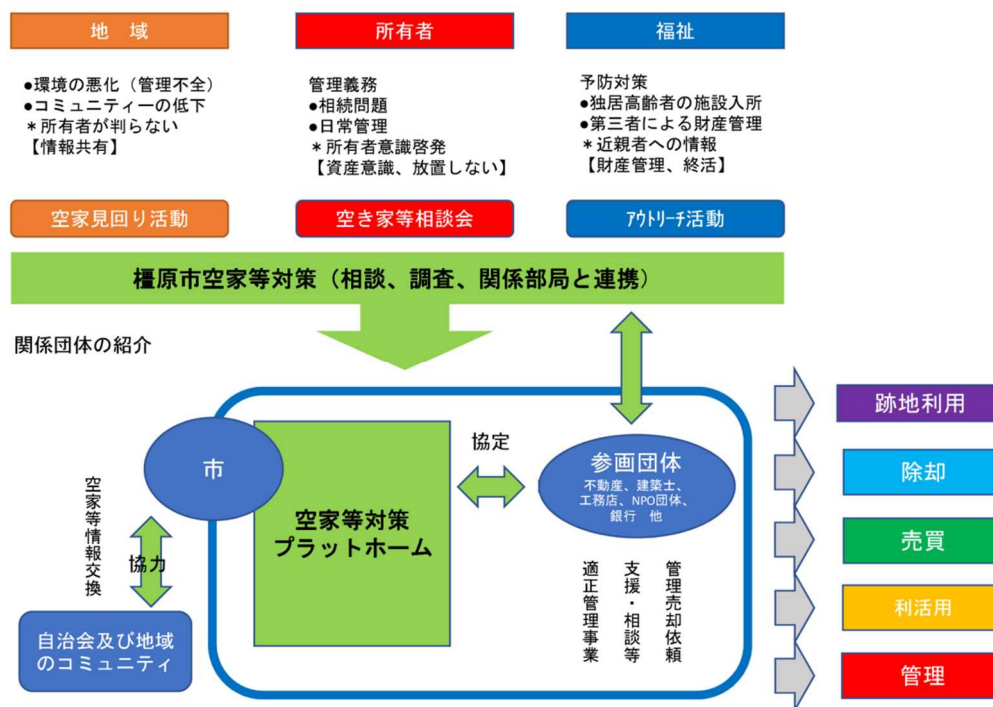 地　域
●環境の悪化（管理不全）
●コミュニティーの低下
＊所有者が判らない
【情報共有】
空家見回り活動
所有者
管理義務
●相続問題
●日常管理
＊所有者意識啓発
【資産意識、放置しない】
空き家等相談会
福祉
予防対策
●独居高齢者の施設入所
●第三者による財産管理
＊近親者への情報
【財産管理、終活】
ｱｳﾄﾘｰﾁ活動
橿原市空家等対策（相談、調査、関係部局と連携）
関係団体の紹介
市
空家等情報交換
協力
自治会及び地域
のコミュニティ
空家等対策
プラットホーム
協定
参画団体
不動産、建築士、
工務店、NPO団体、
銀行　他
管理売却依頼
支援・相談等
適正管理事業
跡地利用
除却
売買
利活用
管理